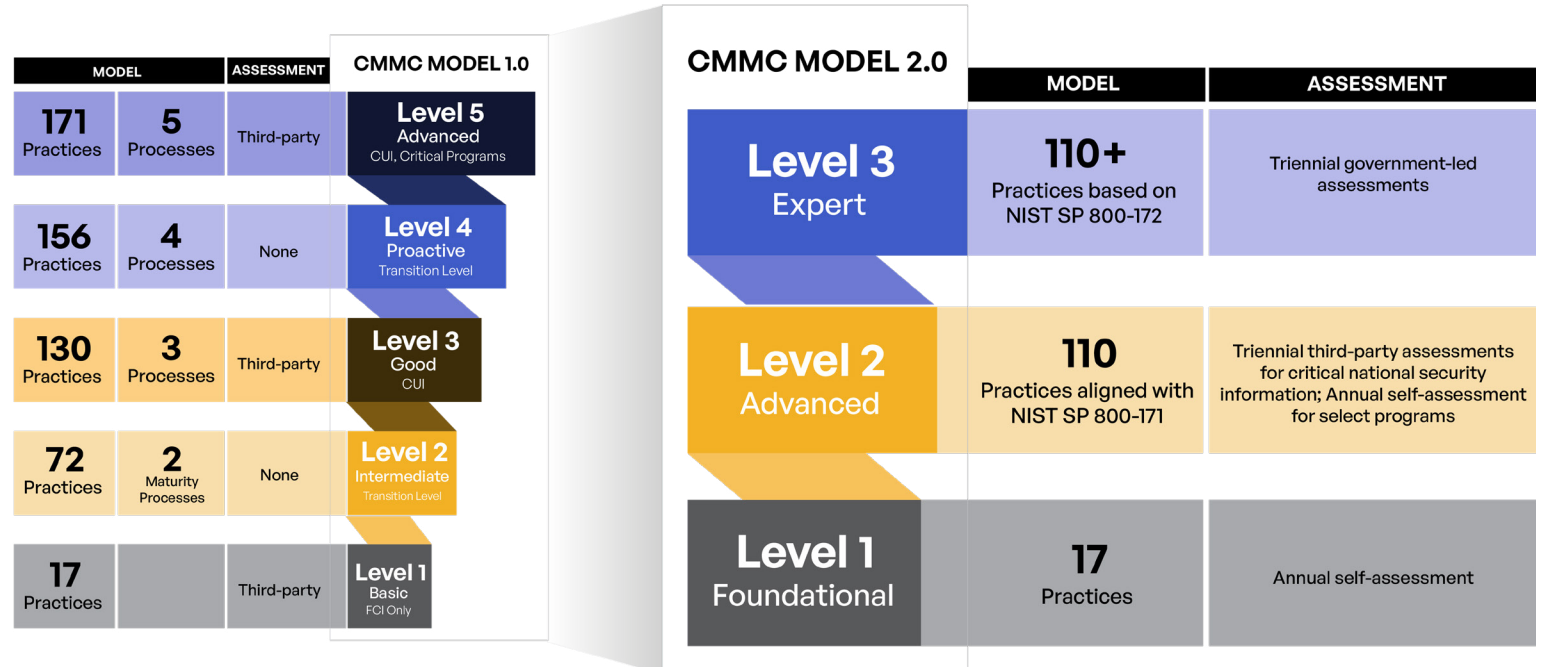 MODEL
ASSESSMENT
CMMC MODEL 1.0
171
Practices
5
Processes
Third-party
Level 5
Advanced
CUI, Critical Programs
156
Practices
4
Processes
None
Level 4
Proactive
Transition Level
130
Practices
3
Processes
Third-party
Level 3
Good
CUI
72
Practices
2
Maturity
Processes
None
Level 2
Intermediate
Transition Level
17
Practices
Third-party
Level 1
Basic
FCI Only
CMMC MODEL 2.0
MODEL
ASSESSMENT
Level 3
Expert
110+
Practices based on
NIST SP 800-172
Triennial government-led
assessments
Level 2
Advanced
110
Practices aligned with
NIST SP 800-171
Triennial third-party assessments
for critical national security
information; Annual self-assessment
for select programs
Level 1
Foundational
17
Practices
Annual self-assessment